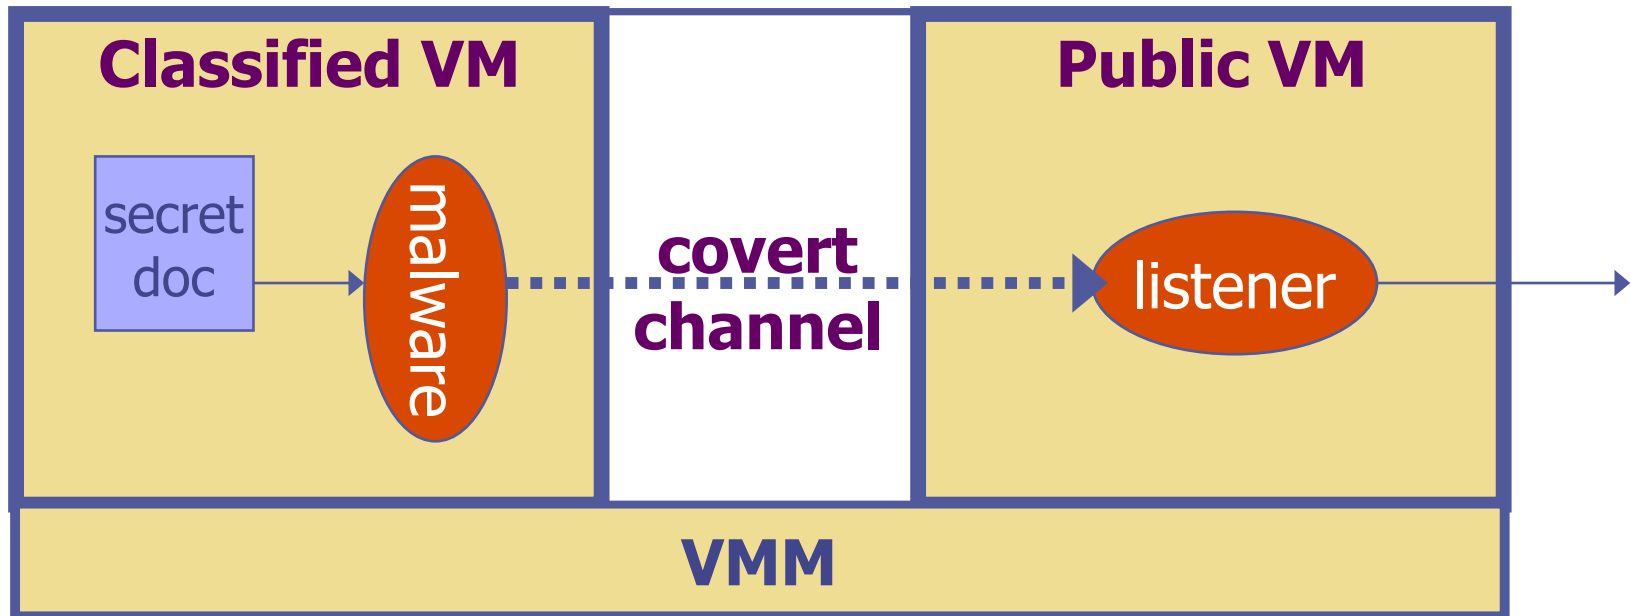 Classified VM
Public VM
secret
doc
malware
covert
channel
listener
VMM